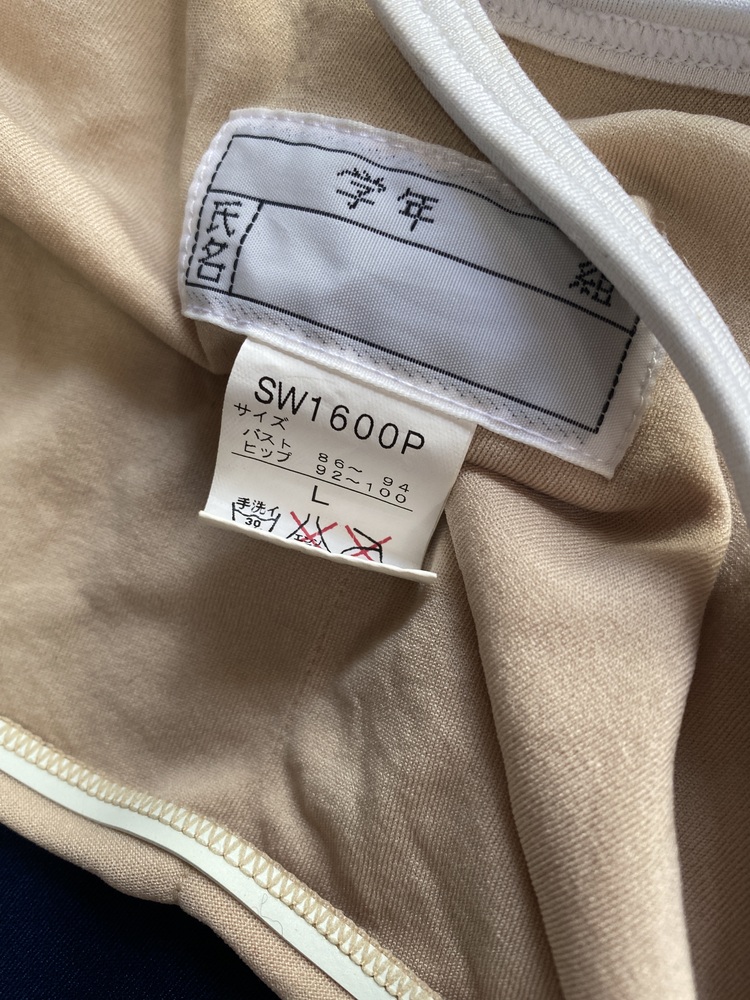 学年 組
氏名
SW1600P
サイズ
バスト 86～ 94
ヒップ 92～100
L
手洗イ
30